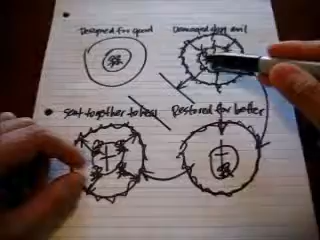 Designed for good
Damaged by evil
Sent together to heal
Restored for better